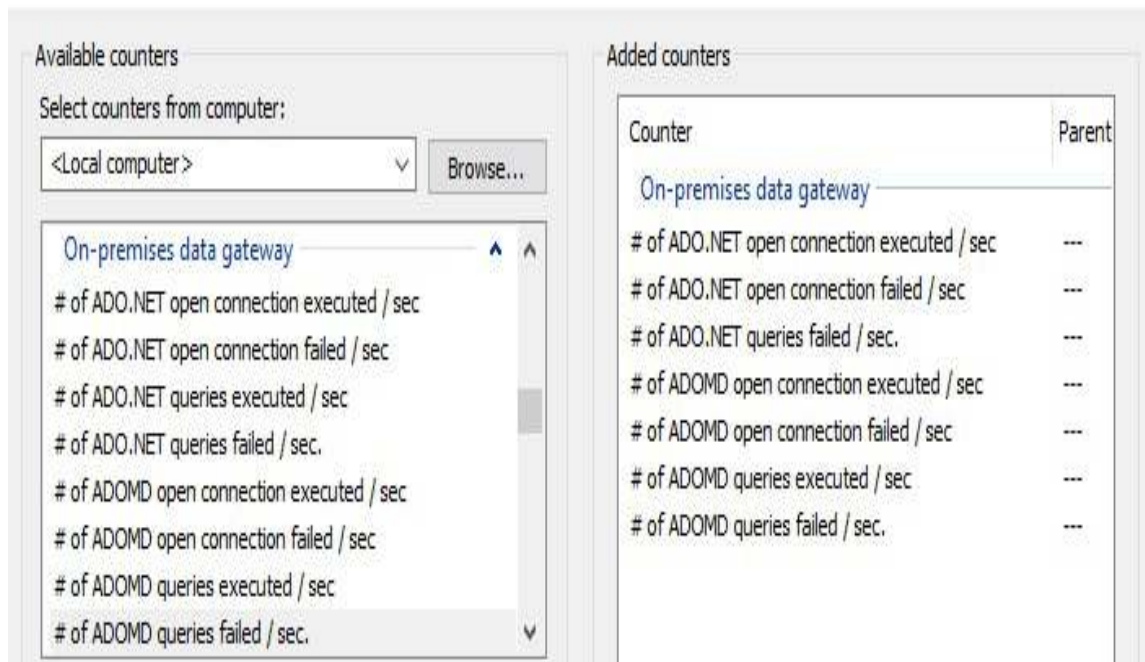 Available counters
Select counters from computer:
<Local computer>
Browse...
On-premises data gateway
# of ADO.NET open connection executed / sec
# of ADO.NET open connection failed / sec
# of ADO.NET queries executed / sec
# of ADO.NET queries failed / sec.
# of ADOMD open connection executed / sec
# of ADOMD open connection failed / sec
# of ADOMD queries executed / sec
# of ADOMD queries failed / sec.
Added counters
Counter Parent
On-premises data gateway
# of ADO.NET open connection executed / sec ---
# of ADO.NET open connection failed / sec ---
# of ADO.NET queries failed / sec. ---
# of ADOMD open connection executed / sec ---
# of ADOMD open connection failed / sec ---
# of ADOMD queries executed / sec ---
# of ADOMD queries failed / sec. ---